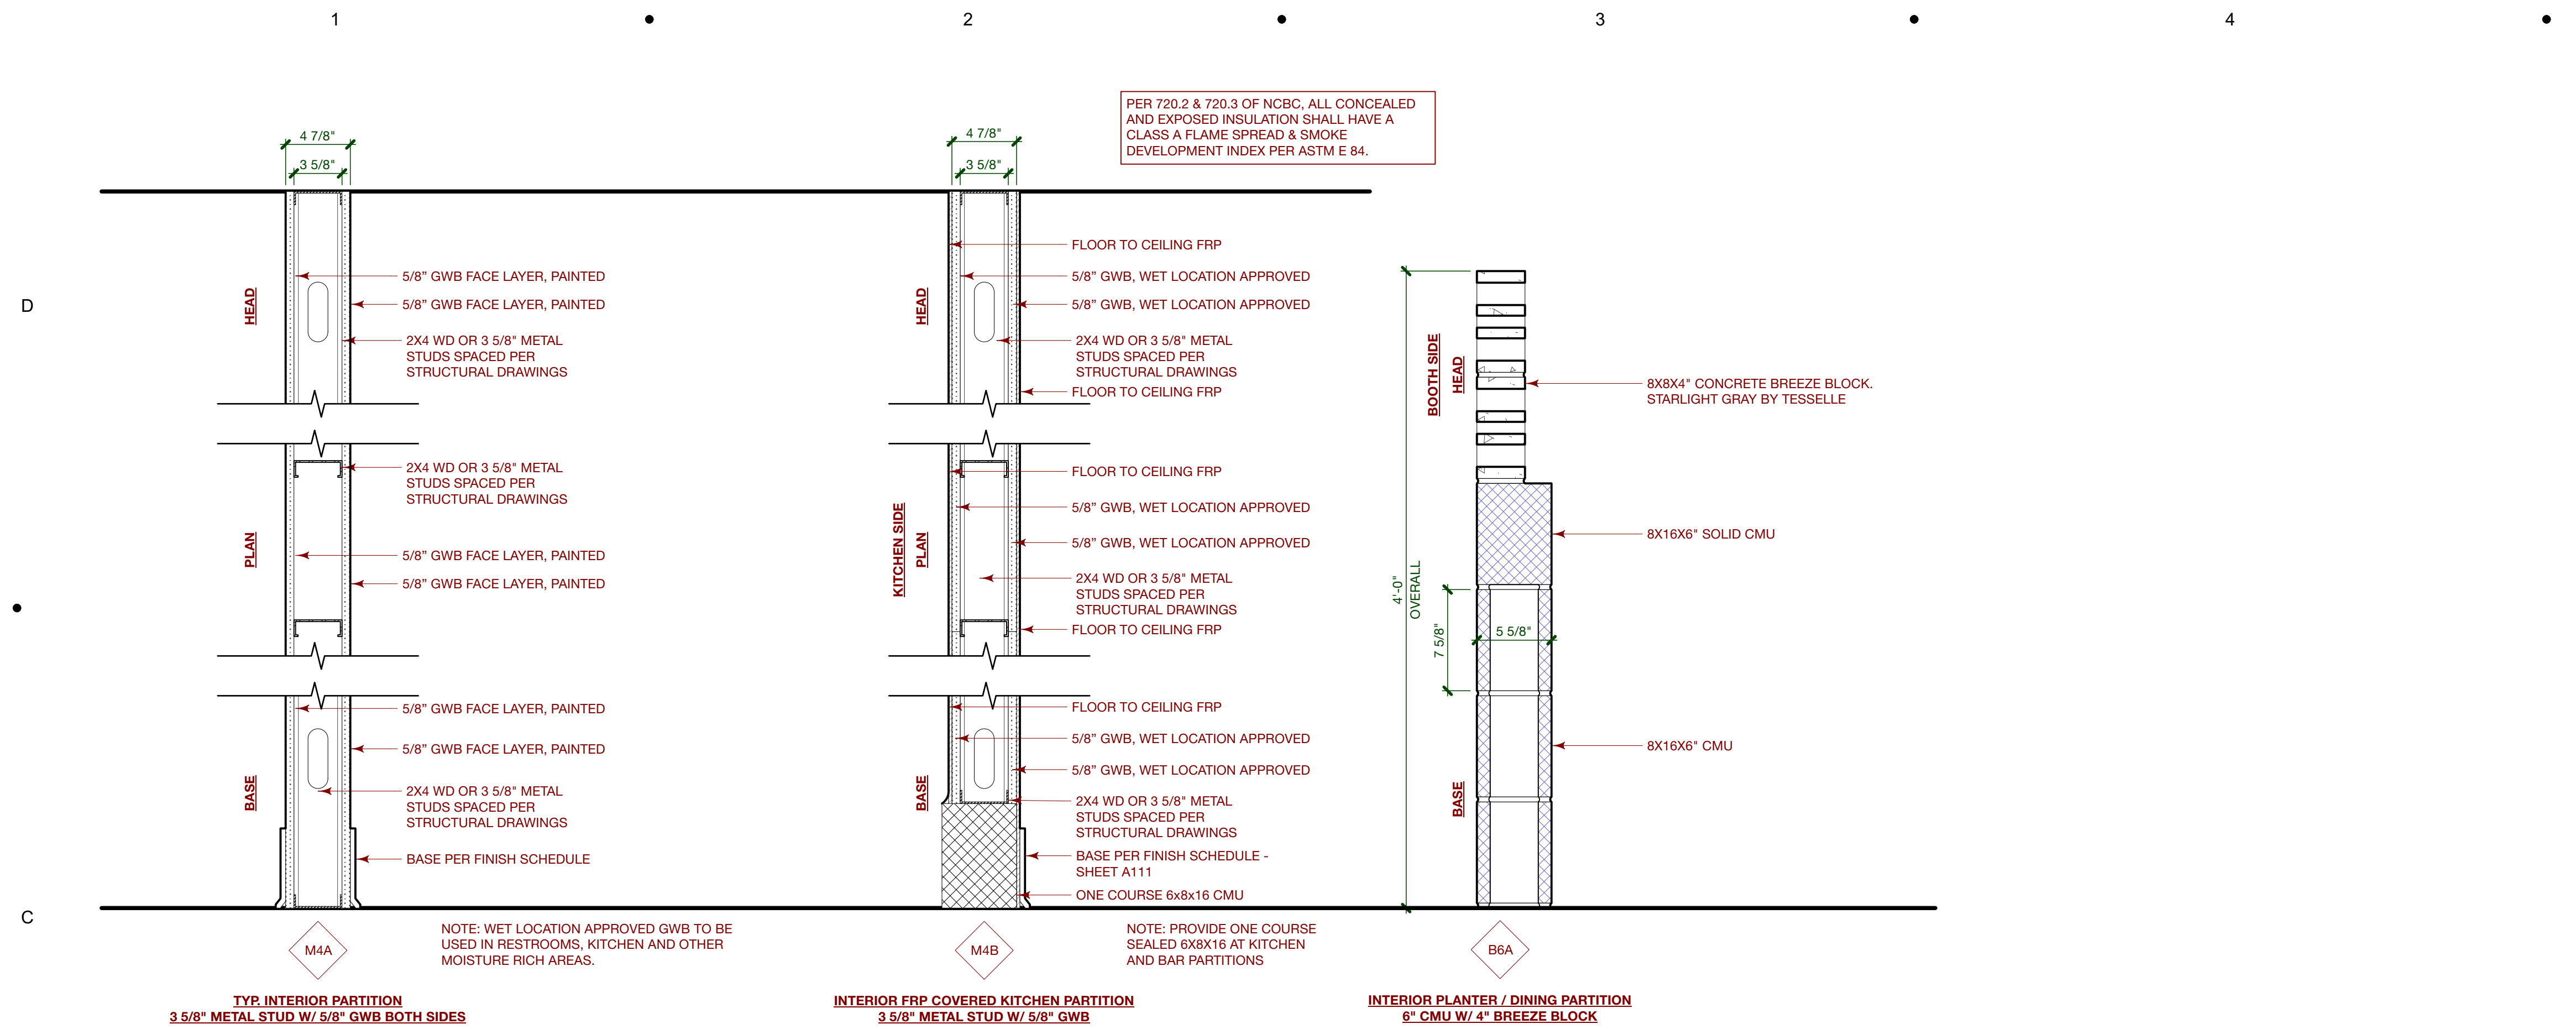 1
2
3
4
D
C
PER 720.2 & 720.3 OF NCBC, ALL CONCEALED
AND EXPOSED INSULATION SHALL HAVE A
CLASS A FLAME SPREAD & SMOKE
DEVELOPMENT INDEX PER ASTM E 84.
4 7/8"
3 5/8"
HEAD
5/8” GWB FACE LAYER, PAINTED
5/8” GWB FACE LAYER, PAINTED
2X4 WD OR 3 5/8" METAL
STUDS SPACED PER
STRUCTURAL DRAWINGS
PLAN
2X4 WD OR 3 5/8" METAL
STUDS SPACED PER
STRUCTURAL DRAWINGS
5/8” GWB FACE LAYER, PAINTED
5/8” GWB FACE LAYER, PAINTED
BASE
5/8” GWB FACE LAYER, PAINTED
5/8” GWB FACE LAYER, PAINTED
2X4 WD OR 3 5/8" METAL
STUDS SPACED PER
STRUCTURAL DRAWINGS
BASE PER FINISH SCHEDULE
M4A
NOTE: WET LOCATION APPROVED GWB TO BE
USED IN RESTROOMS, KITCHEN AND OTHER
MOISTURE RICH AREAS.
TYP. INTERIOR PARTITION
3 5/8" METAL STUD W/ 5/8" GWB BOTH SIDES
4 7/8"
3 5/8"
HEAD
FLOOR TO CEILING FRP
5/8” GWB, WET LOCATION APPROVED
5/8” GWB, WET LOCATION APPROVED
2X4 WD OR 3 5/8" METAL
STUDS SPACED PER
STRUCTURAL DRAWINGS
FLOOR TO CEILING FRP
KITCHEN SIDE
PLAN
FLOOR TO CEILING FRP
5/8” GWB, WET LOCATION APPROVED
5/8” GWB, WET LOCATION APPROVED
2X4 WD OR 3 5/8" METAL
STUDS SPACED PER
STRUCTURAL DRAWINGS
FLOOR TO CEILING FRP
BASE
FLOOR TO CEILING FRP
5/8” GWB, WET LOCATION APPROVED
5/8” GWB, WET LOCATION APPROVED
2X4 WD OR 3 5/8" METAL
STUDS SPACED PER
STRUCTURAL DRAWINGS
BASE PER FINISH SCHEDULE -
SHEET A111
ONE COURSE 6x8x16 CMU
M4B
NOTE: PROVIDE ONE COURSE
SEALED 6X8X16 AT KITCHEN
AND BAR PARTITIONS
INTERIOR FRP COVERED KITCHEN PARTITION
3 5/8" METAL STUD W/ 5/8" GWB
BOOTH SIDE
HEAD
8X8X4" CONCRETE BREEZE BLOCK.
STARLIGHT GRAY BY TESSELLE
8X16X6" SOLID CMU
4'-0"
OVERALL
7 5/8"
5 5/8"
8X16X6" CMU
BASE
B6A
INTERIOR PLANTER / DINING PARTITION
6" CMU W/ 4" BREEZE BLOCK